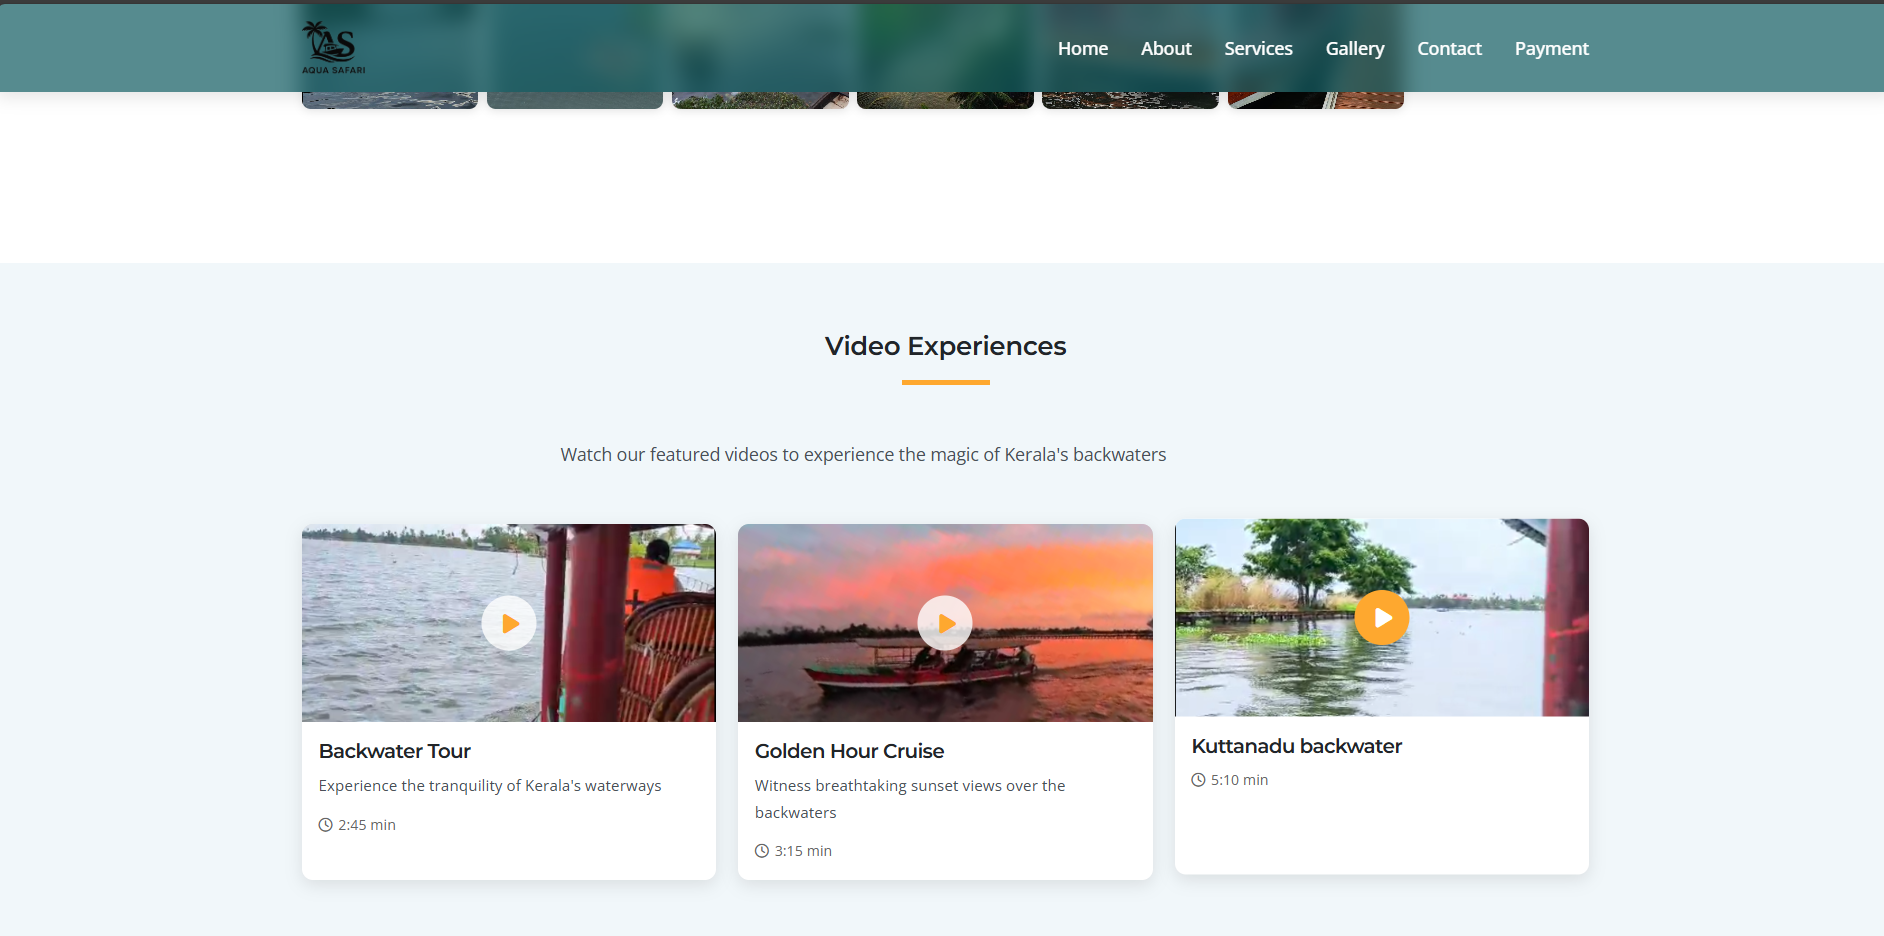 AS
AQUA SAFARI
Home About Services Gallery Contact Payment
Video Experiences
Watch our featured videos to experience the magic of Kerala's backwaters
Backwater Tour
Experience the tranquility of Kerala's waterways
2:45 min
Golden Hour Cruise
Witness breathtaking sunset views over the
backwaters
3:15 min
Kuttanadu backwater
5:10 min